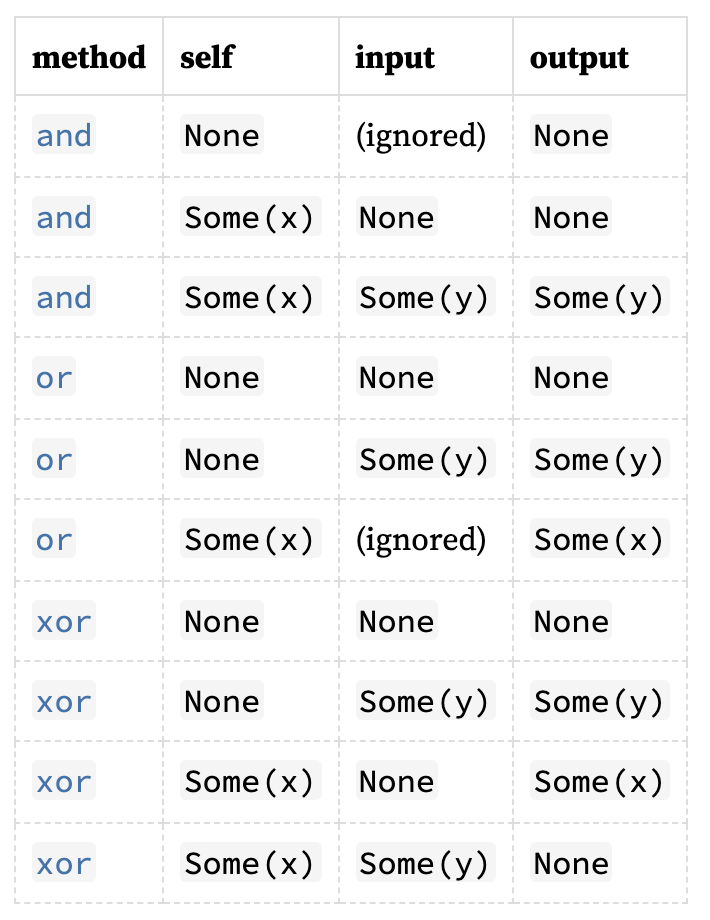 method self input output
and None (ignored) None
and Some(x) None None
and Some(x) Some(y) Some(y)
or None None None
or None Some(y) Some(y)
or Some(x) (ignored) Some(x)
xor None None None
xor None Some(y) Some(y)
xor Some(x) None Some(x)
xor Some(x) Some(y) None